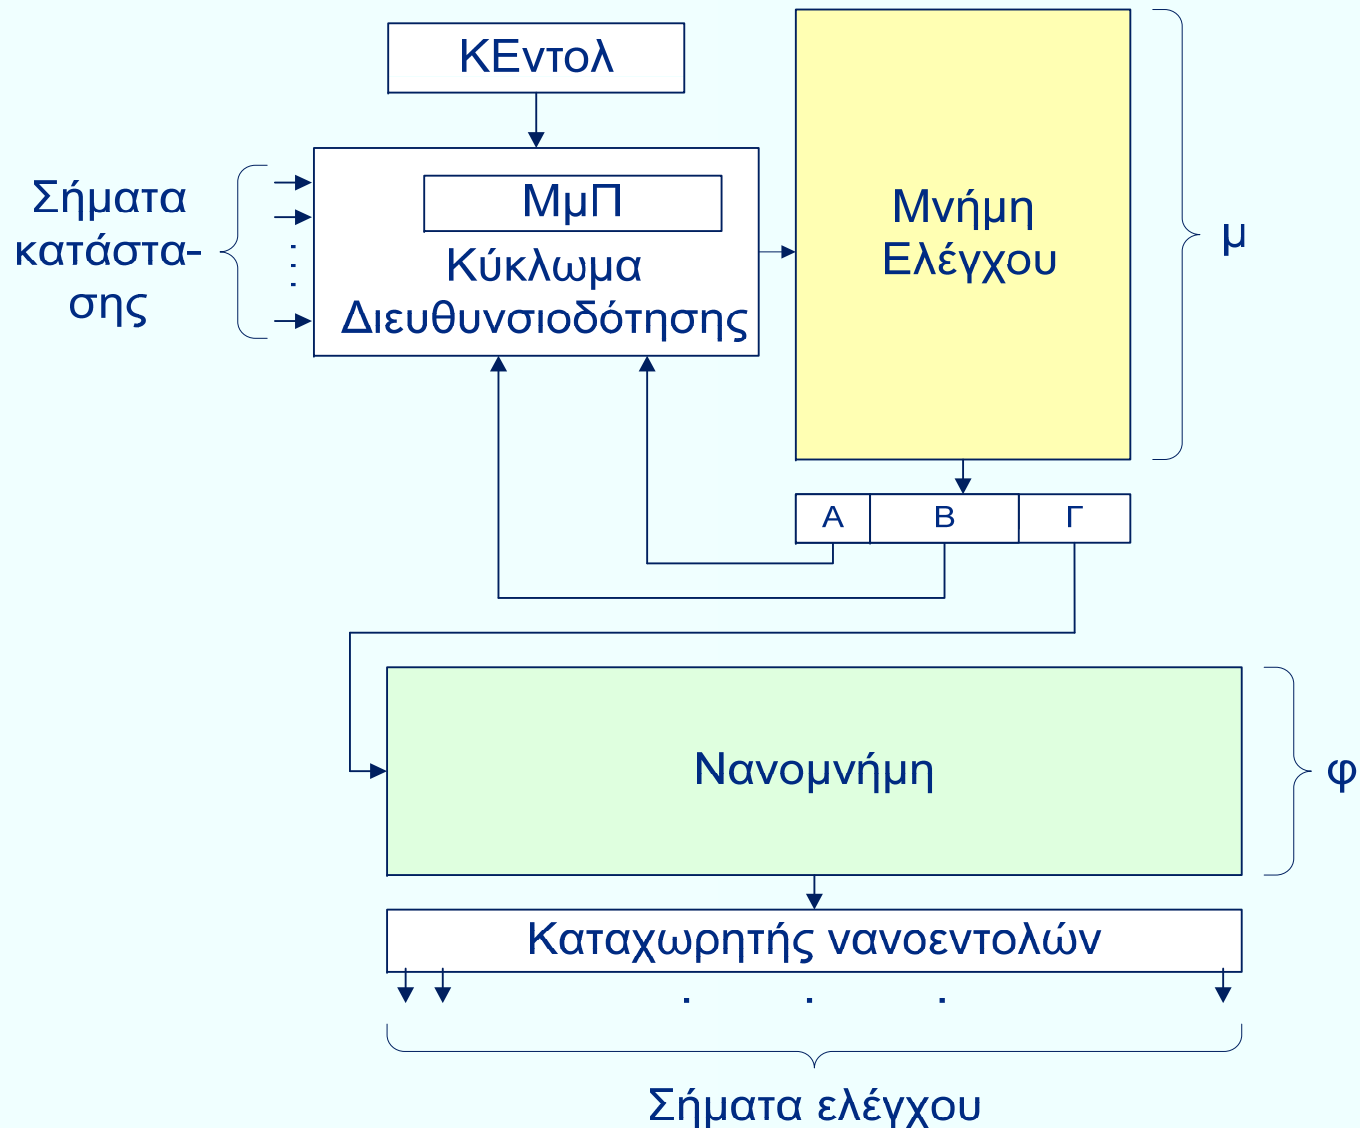 ΚΕντολ
ΜμΠ
Κύκλωμα
Διευθυνσιοδότησης
Σήματα
κατάστα-
σης
Μνήμη
Ελέγχου
μ
Α Β Γ
Νανομνήμη
φ
Καταχωρητής νανοεντολών
. . .
Σήματα ελέγχου